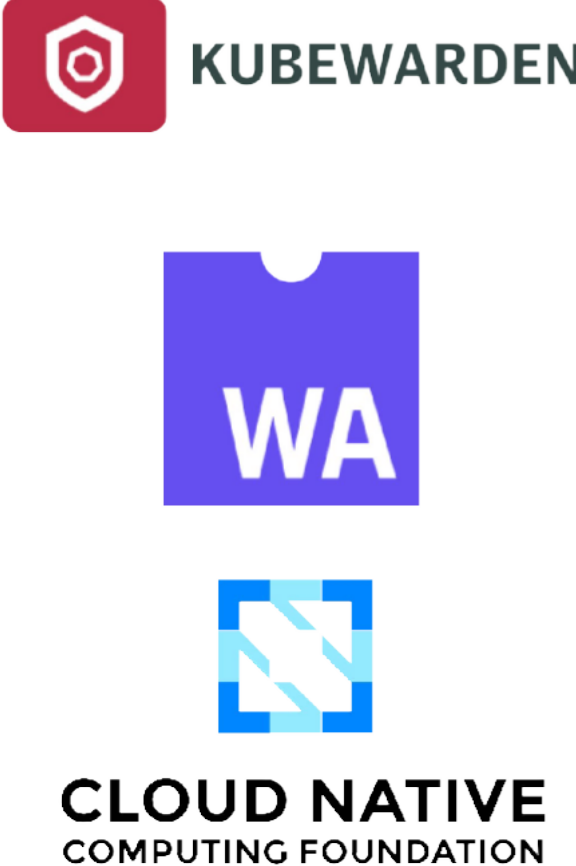 KUBEWARDEN
WA
CLOUD NATIVE
COMPUTING FOUNDATION